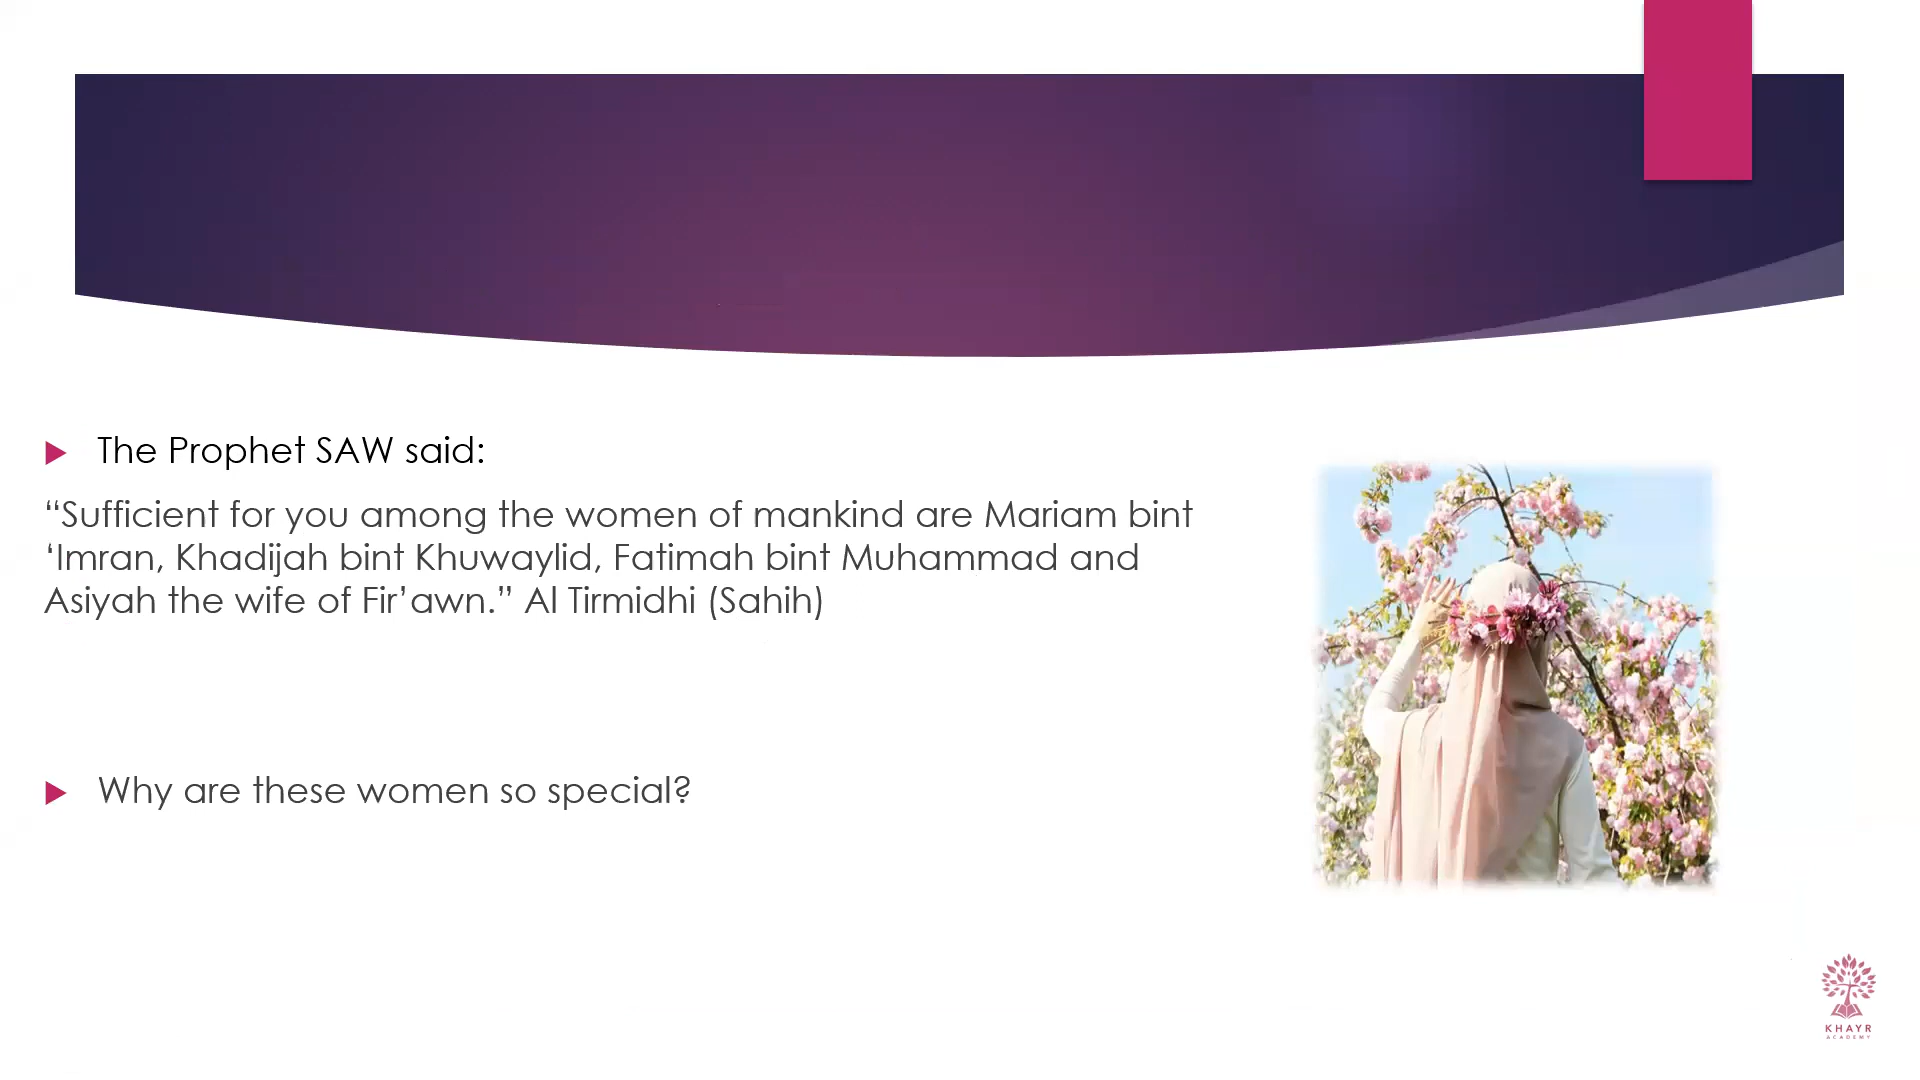 The Prophet SAW said:
“Sufficient for you among the women of mankind are Mariam bint
‘Imran, Khadijah bint Khuwaylid, Fatimah bint Muhammad and
Asiyah the wife of Fir’awn.” Al Tirmidhi (Sahih)
Why are these women so special?
KHAYR
ACADEMY